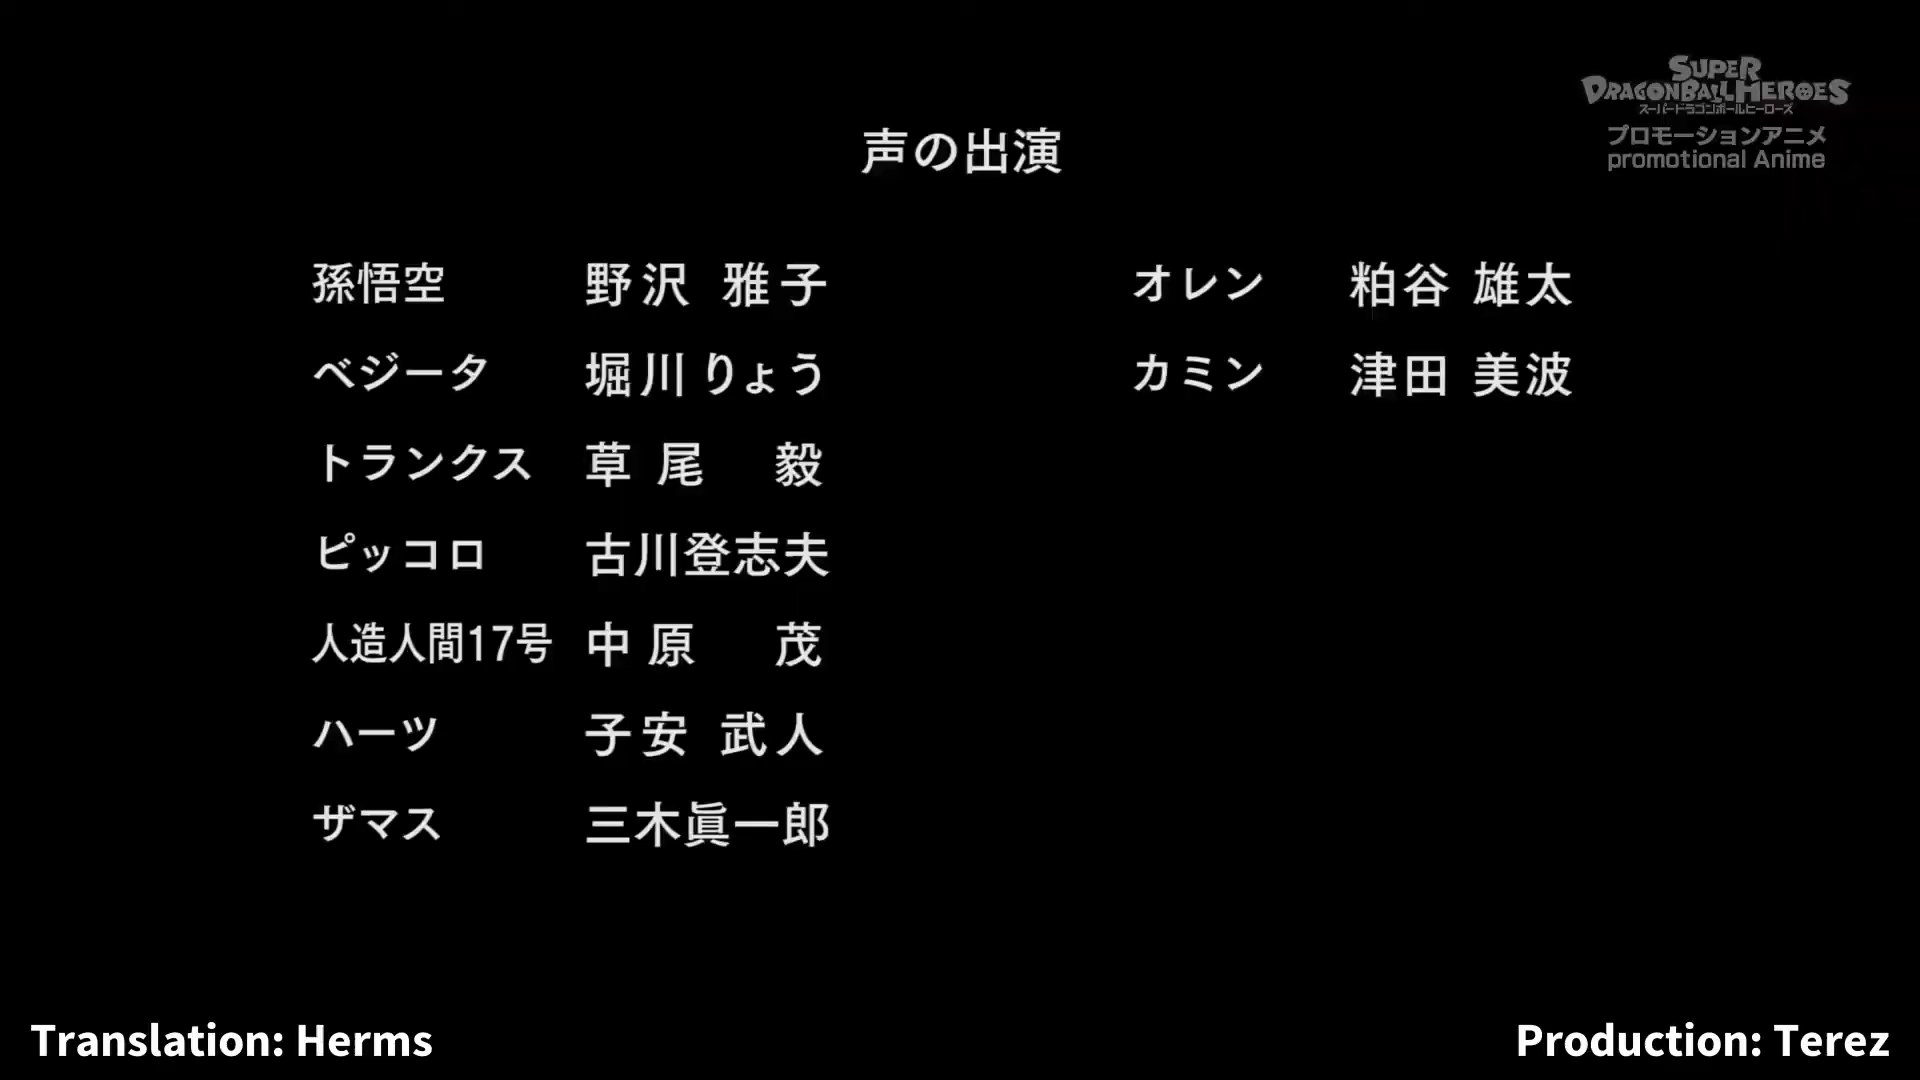 SUPER
DRAGONBALL HEROES
スーパードラゴンボールヒーローズ
プロモーションアニメ
promotional Anime
声の出演
孫悟空 野沢 雅子
ベジータ 堀川りょう
トランクス 草尾 毅
ピッコロ 古川登志夫
人造人間17号 中原 茂
ハーツ 子安 武人
ザマス 三木眞一郎
オレン 粕谷 雄太
カミン 津田 美波
Translation: Herms
Production: Terez